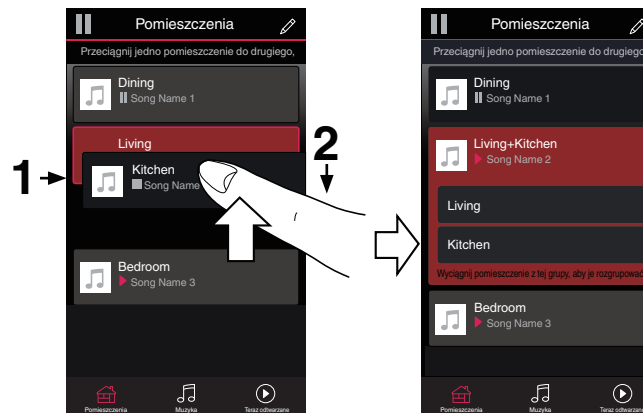 Pomieszczenia
Przeciągnij jedno pomieszczenie do drugiego,
Dining
Song Name 1
Living
Kitchen
Song Name
Bedroom
Song Name 3
Pomieszczenia
Muzyka
Teraz odtwarzane
1
2
Pomieszczenia
Przeciągnij jedno pomieszczenie do drugiego
Dining
Song Name 1
Living+Kitchen
Song Name 2
Living
Kitchen
Wyciągnij pomieszczenie z tej grupy, aby je rozgrupować
Bedroom
Song Name 3
Pomieszczenia
Muzyka
Teraz odtwarzane